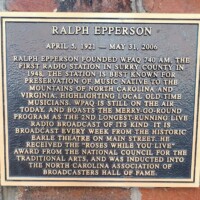 RALPH EPPERSON
APRIL 5, 1921 — MAY 31, 2006
RALPH EPPERSON FOUNDED WPAQ 740 AM, THE
FIRST RADIO STATION IN SURRY COUNTY, IN
1948. THE STATION IS BEST KNOWN FOR
PRESERVATION OF MUSIC NATIVE TO THE
MOUNTAINS OF NORTH CAROLINA AND
VIRGINIA; HIGHLIGHTING LOCAL OLD-TIME
MUSICIANS. WPAQ IS STILL ON THE AIR
TODAY, AND BOASTS THE MERRY-GO-ROUND
PROGRAM AS THE 2ND LONGEST-RUNNING LIVE
RADIO BROADCAST OF ITS KIND. IT IS
BROADCAST EVERY WEEK FROM THE HISTORIC
EARLE THEATRE ON MAIN STREET. HE
RECEIVED THE "ROSES WHILE YOU LIVE"
AWARD FROM THE NATIONAL COUNCIL FOR THE
TRADITIONAL ARTS, AND WAS INDUCTED INTO
THE NORTH CAROLINA ASSOCIATION OF
BROADCASTERS HALL OF FAME.